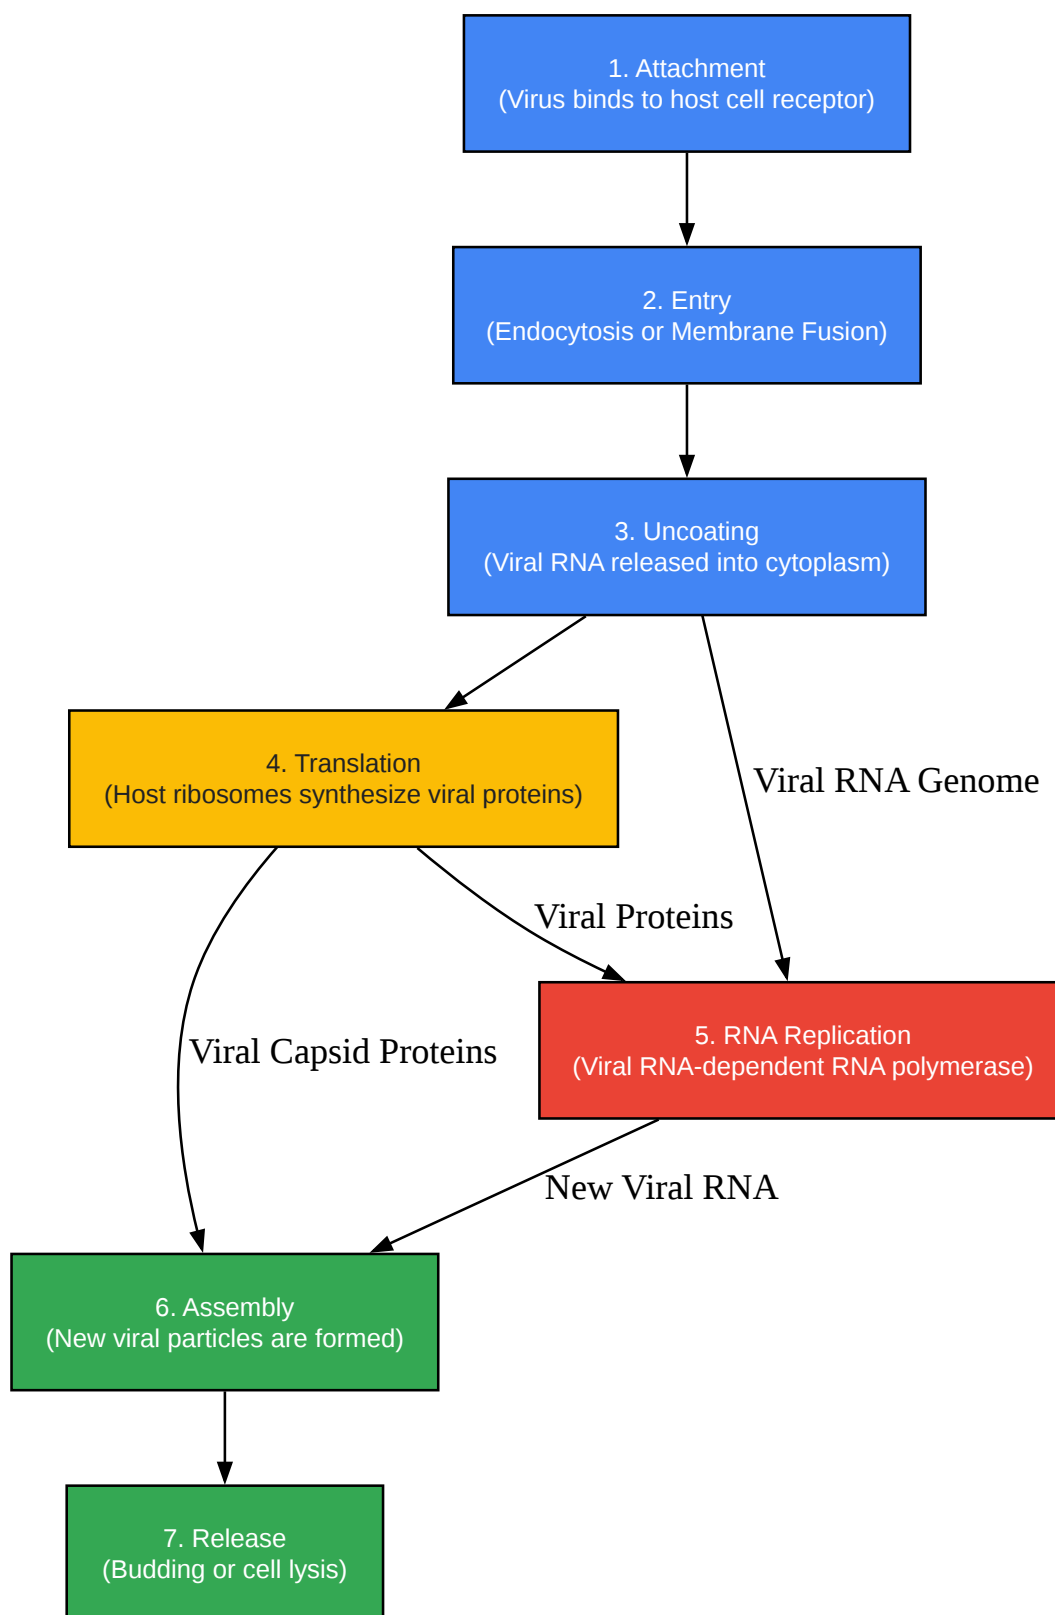 1. Attachment
(Virus binds to host cell receptor)
2. Entry
(Endocytosis or Membrane Fusion)
3. Uncoating
(Viral RNA released into cytoplasm)
4. Translation
(Host ribosomes synthesize viral proteins)
Viral RNA Genome
Viral Proteins
Viral Capsid Proteins
5. RNA Replication
(Viral RNA-dependent RNA polymerase)
New Viral RNA
6. Assembly
(New viral particles are formed)
7. Release
(Budding or cell lysis)